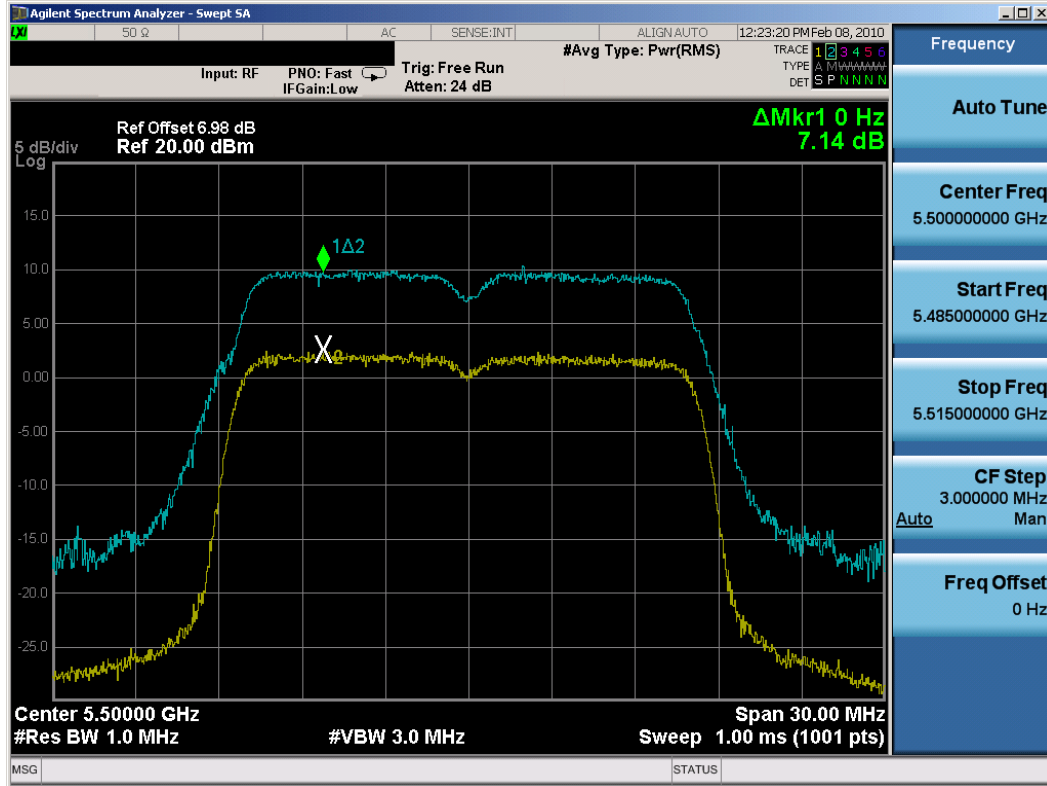 Agilent Spectrum Analyzer - Swept SA
LXI 50 Ω AC SENSE:INT ALIGN AUTO 12:23:20 PM Feb 08, 2010
#Avg Type: Pwr(RMS) TRACE 1 2 3 4 5 6
Input: RF PNO: Fast Trig: Free Run TYPE A M W W W W
IFGain:Low Atten: 24 dB DET S P N N N N
Frequency
ΔMkr1 0 Hz
Ref Offset 6.98 dB
5 dB/div Ref 20.00 dBm 7.14 dB
Log
15.0
10.0
5.00
0.00
-5.00
-10.0
-15.0
-20.0
-25.0
1Δ2
X2
Center 5.50000 GHz Span 30.00 MHz
#Res BW 1.0 MHz #VBW 3.0 MHz Sweep 1.00 ms (1001 pts)
Auto Tune
Center Freq
5.500000000 GHz
Start Freq
5.485000000 GHz
Stop Freq
5.515000000 GHz
CF Step
3.000000 MHz
Auto Man
Freq Offset
0 Hz
MSG STATUS